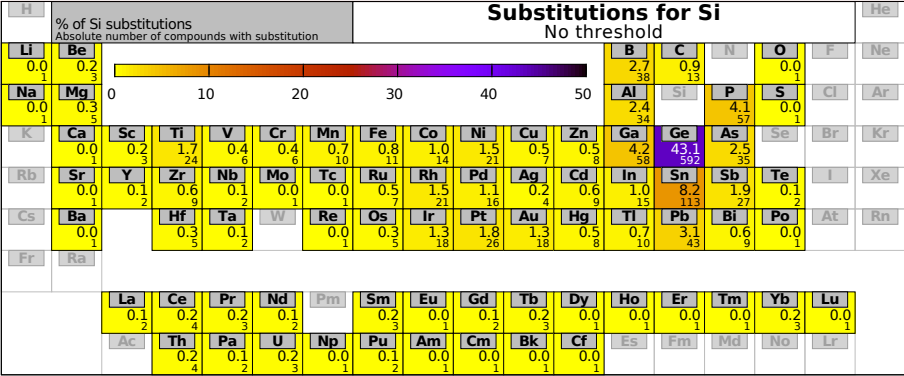 H
% of Si substitutions
Absolute number of compounds with substitution
Substitutions for Si
No threshold
He
Li Be B C N O F Ne
0.0 0.2 2.7 0.9 0.0
1 3 38 13 1
0 10 20 30 40 50
Na Mg Al Si P S Cl Ar
0.0 0.3 2.4 4.1 0.0
1 5 34 57 1
K Ca Sc Ti V Cr Mn Fe Co Ni Cu Zn Ga Ge As Se Br Kr
0.0 0.2 1.7 0.4 0.4 0.7 0.8 1.0 1.5 0.5 0.5 4.2 43.1 2.5
1 3 24 6 6 10 11 14 21 7 8 58 592 35
Rb Sr Y Zr Nb Mo Tc Ru Rh Pd Ag Cd In Sn Sb Te I Xe
0.0 0.1 0.6 0.1 0.0 0.0 0.5 1.5 1.1 0.2 0.6 1.0 8.2 1.9 0.1
1 2 9 2 1 1 7 21 16 4 9 15 113 27 2
Cs Ba Hf Ta W Re Os Ir Pt Au Hg Tl Pb Bi Po At Rn
0.0 0.3 0.1 0.0 0.3 1.3 1.8 1.3 0.5 0.7 3.1 0.6 0.0
1 5 2 1 5 18 26 18 8 10 43 9 1
Fr Ra
La Ce Pr Nd Pm Sm Eu Gd Tb Dy Ho Er Tm Yb Lu
0.1 0.2 0.2 0.1 0.2 0.0 0.1 0.2 0.0 0.0 0.0 0.0 0.2 0.0
2 4 3 2 3 1 2 3 1 1 1 1 3 1
Ac Th Pa U Np Pu Am Cm Bk Cf Es Fm Md No Lr
0.2 0.1 0.2 0.0 0.1 0.0 0.0 0.0 0.0
4 2 3 1 2 1 1 1 1